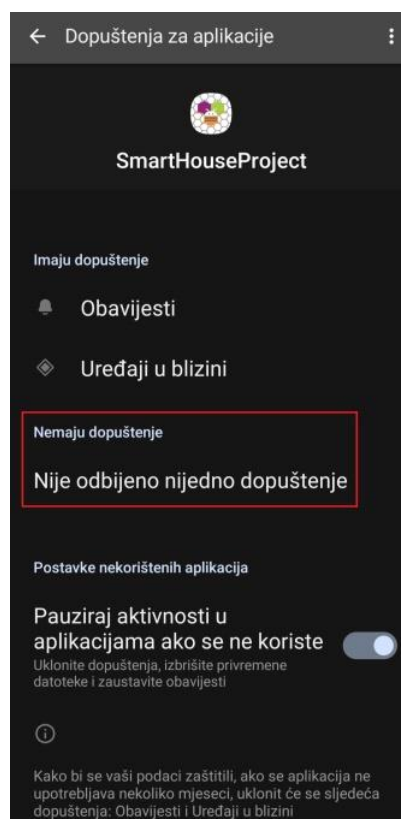 Dopuštenja za aplikacije
SmartHouseProject
Imaju dopuštenje
Obavijesti
Uređaji u blizini
Nemaju dopuštenje
Nije odbijeno nijedno dopuštenje
Postavke nekorištenih aplikacija
Pauziraj aktivnosti u
aplikacijama ako se ne koriste
Uklonite dopuštenja, izbrišite privremene
datoteke i zaustavite obavijesti
Kako bi se vaši podaci zaštitili, ako se aplikacija ne
upotrebljava nekoliko mjeseci, uklonit će se sljedeća
dopuštenja: Obavijesti i Uređaji u blizini